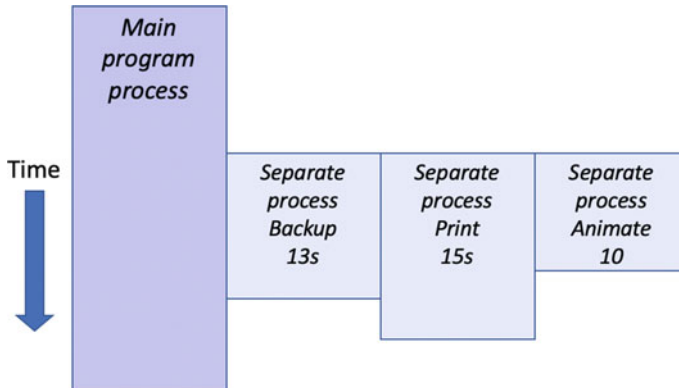 Main
program
process
Time
Separate
process
Backup
13s
Separate
process
Print
15s
Separate
process
Animate
10